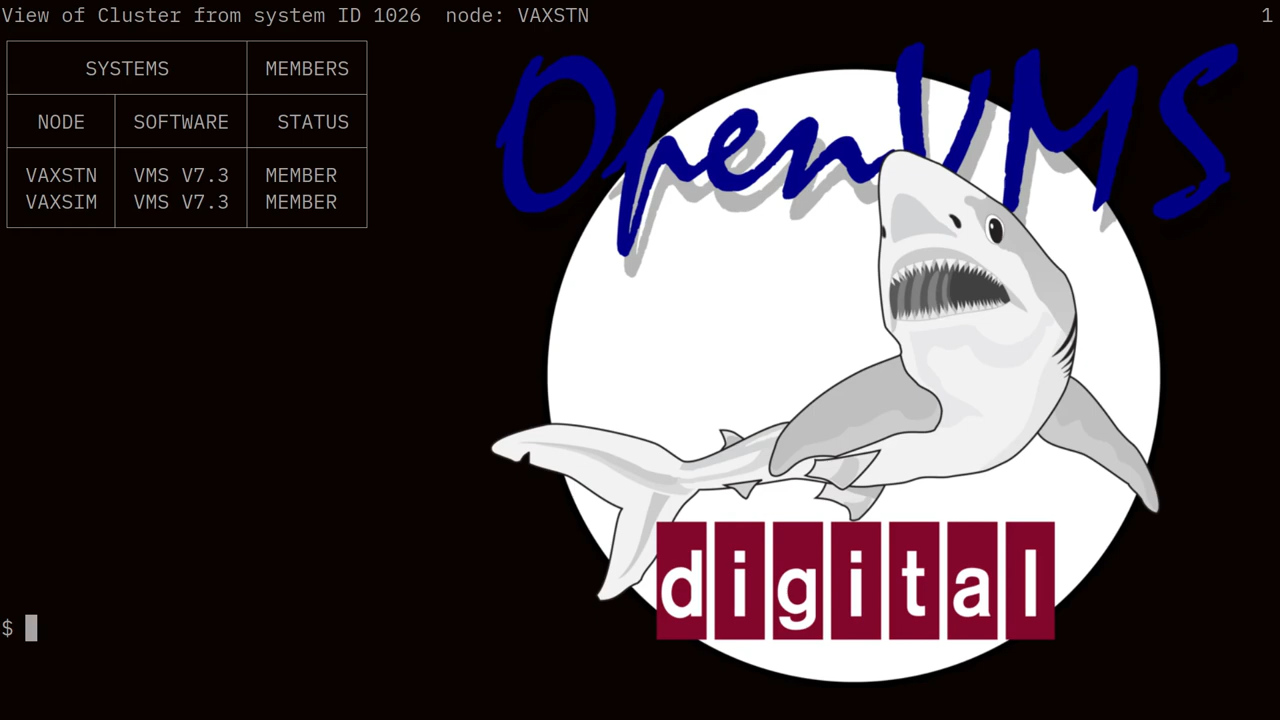 View of Cluster from system ID 1026  node: VAXSTN 1
SYSTEMS MEMBERS
NODE SOFTWARE STATUS
VAXSTN VMS V7.3 MEMBER
VAXSIM VMS V7.3 MEMBER
$
OpenVMS
digital